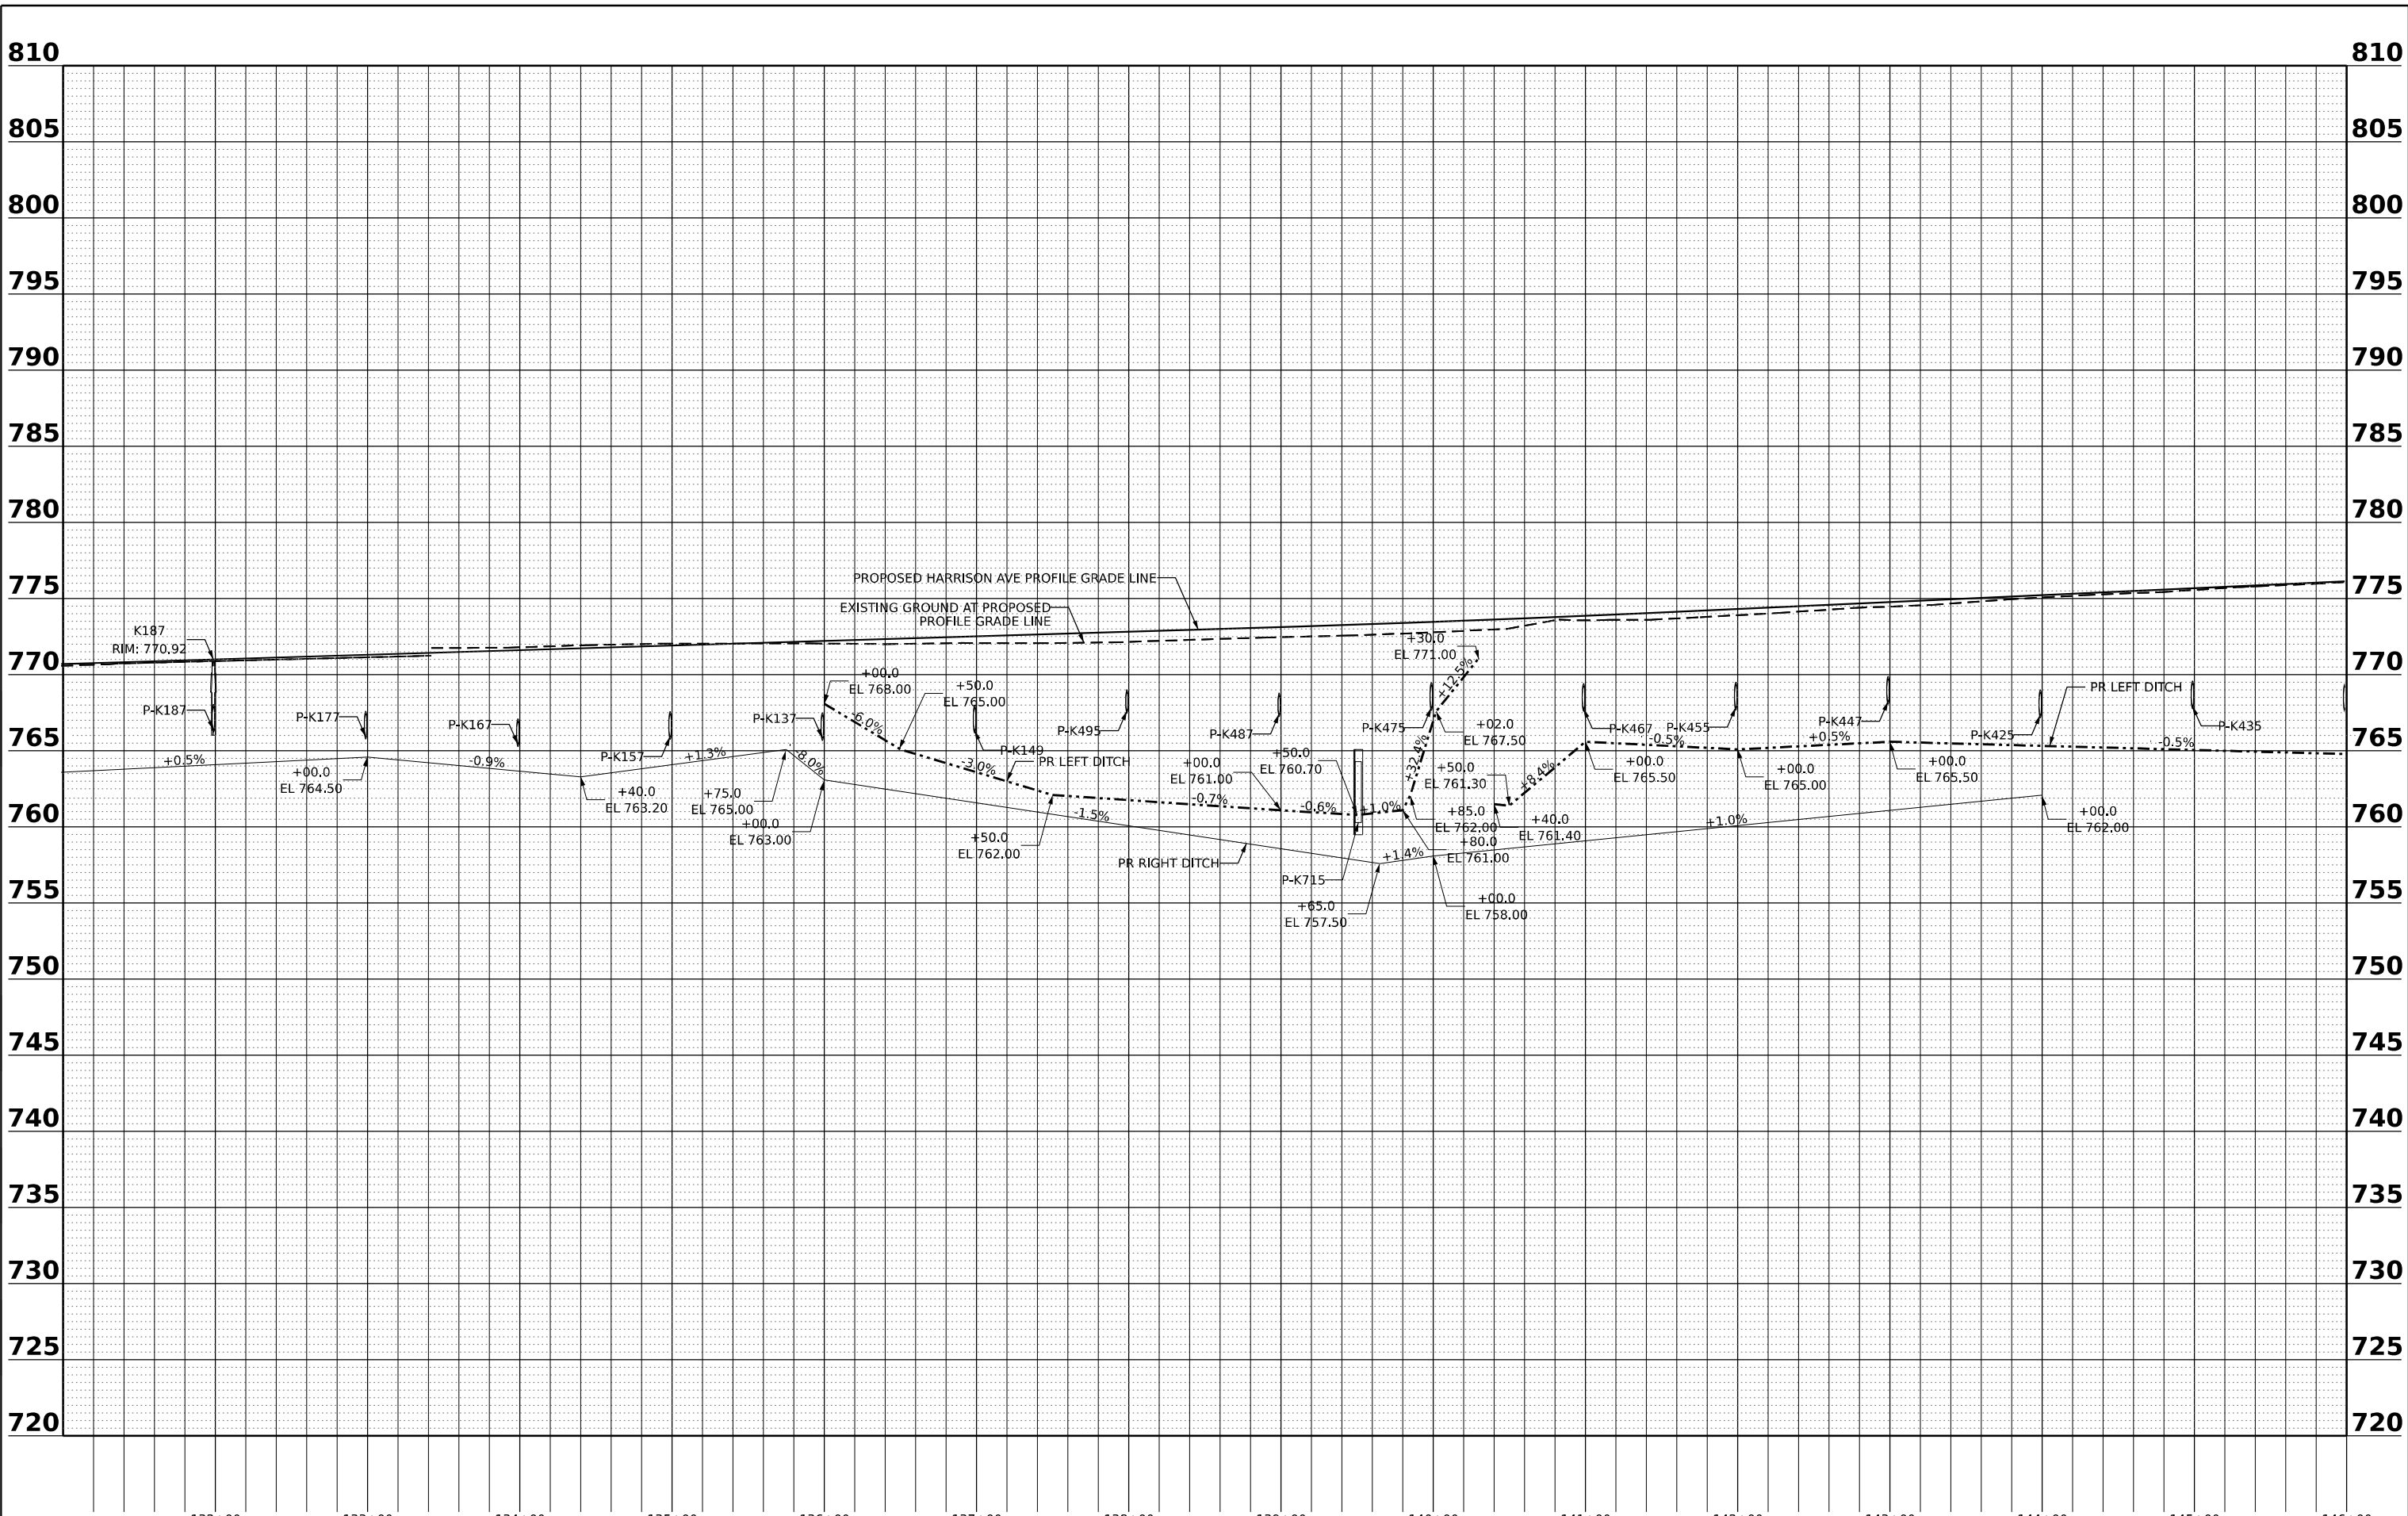 810 810
805 805
800 800
795 795
790 790
785 785
780 780
775 775
PROPOSED HARRISON AVE PROFILE GRADE LINE
EXISTING GROUND AT PROPOSED
PROFILE GRADE LINE
K187
RIM: 770.92
770 770
+30.0
EL 771.00
+12.5%
+00.0
EL 768.00
+50.0
EL 765.00
-6.0%
PR LEFT DITCH
P-K187
P-K177
P-K167
P-K157
P-K137
P-K149
P-K495
P-K487
P-K475
+02.0
EL 767.50
P-K467
P-K455
P-K447
P-K425
P-K435
765 765
+0.5%
+00.0
EL 764.50
-0.9%
+40.0
EL 763.20
+1.3%
+75.0
EL 765.00
-8.0%
+00.0
EL 763.00
-3.0%
PR LEFT DITCH
+50.0
EL 762.00
-1.5%
-0.7%
+00.0
EL 761.00
+50.0
EL 760.70
-0.6%
+1.0%
+32.4%
+50.0
EL 761.30
+8.4%
+85.0
EL 762.00
+40.0
EL 761.40
+80.0
EL 761.00
+00.0
EL 765.50
-0.5%
+00.0
EL 765.00
+0.5%
+00.0
EL 765.50
-0.5%
+1.0%
+00.0
EL 762.00
760 760
PR RIGHT DITCH
P-K715
+1.4%
+65.0
EL 757.50
+00.0
EL 758.00
755 755
750 750
745 745
740 740
735 735
730 730
725 725
720 720